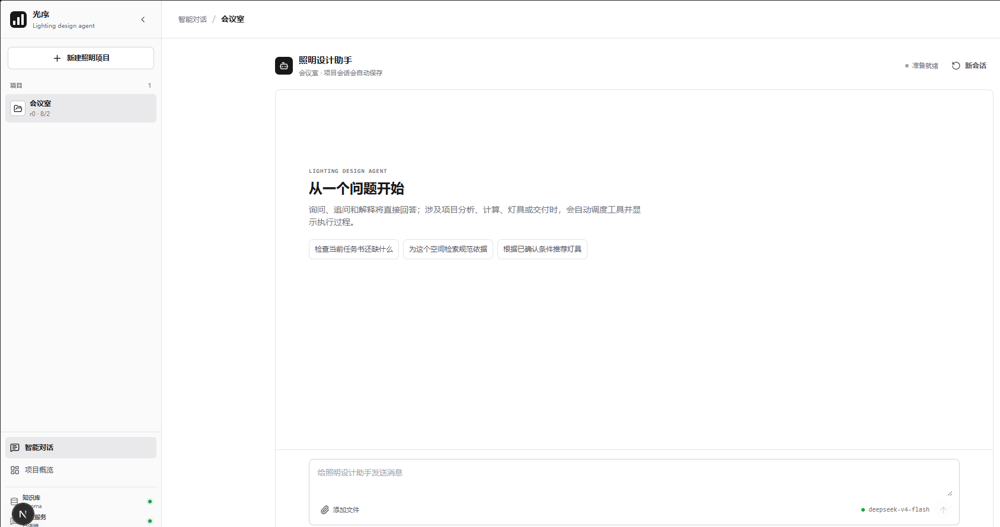 光序
Lighting design agent
新建照明项目
项目 1
会议室
r0 · 8/2
智能对话
项目概览
知识库
oma
服务
N
智能对话 / 会议室
照明设计助手
会议室 · 项目会话会自动保存
准备就绪 新会话
LIGHTING DESIGN AGENT
从一个问题开始
询问、追问和解释将直接回答；涉及项目分析、计算、灯具或交付时，会自动调度工具并显
示执行过程。
检查当前任务书还缺什么 为这个空间检索规范依据 根据已确认条件推荐灯具
给照明设计助手发送消息
添加文件 deepseek-v4-flash